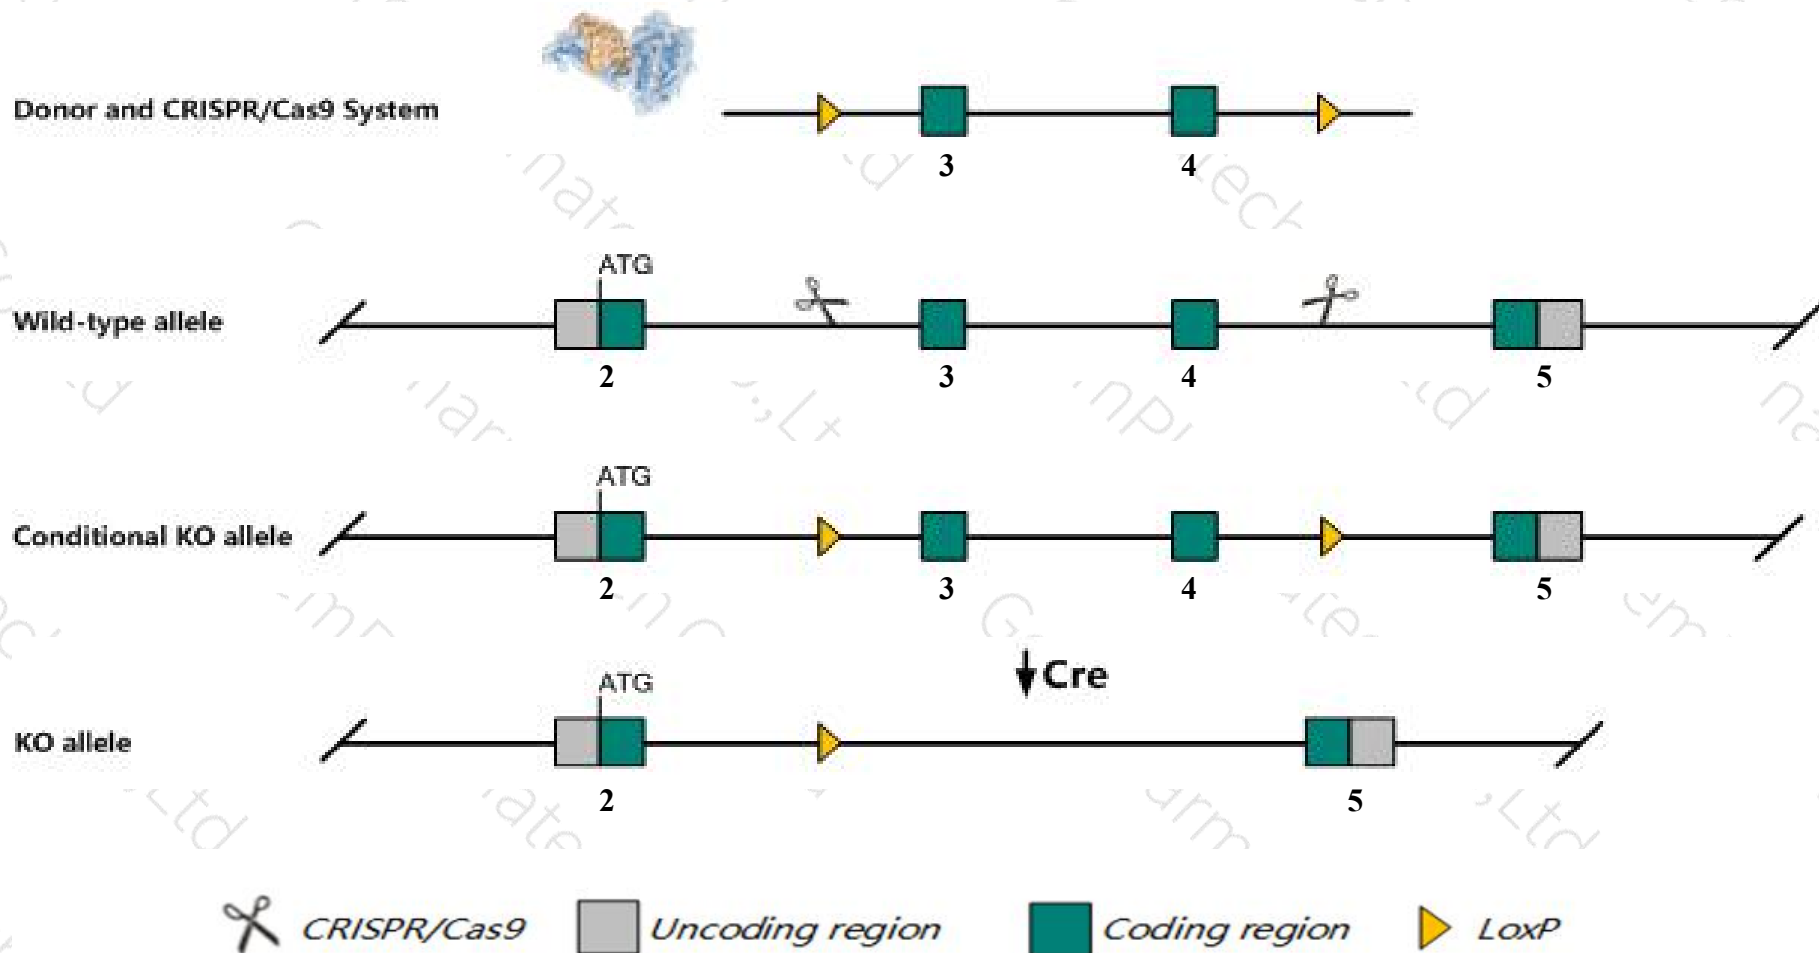 Donor and CRISPR/Cas9 System
3 4
ATG
Wild-type allele
2 3 4 5
ATG
Conditional KO allele
2 3 4 5
Cre
ATG
KO allele
2 5
CRISPR/Cas9 Uncoding region Coding region LoxP